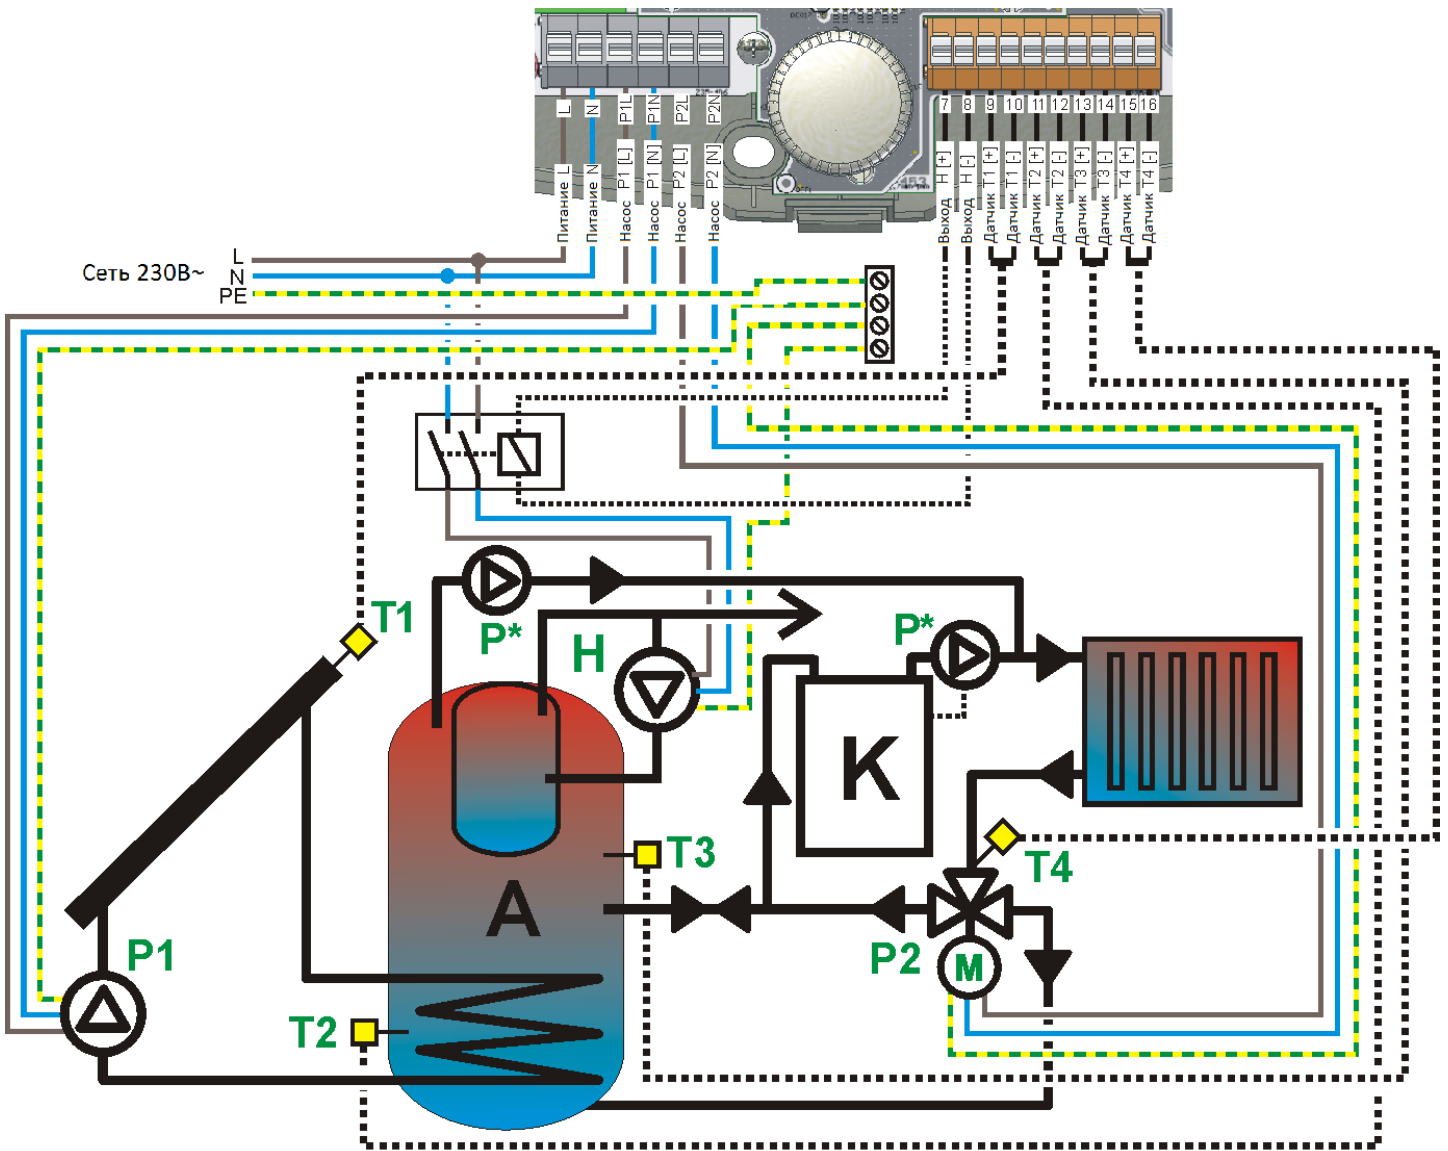 L
N
P1L
P1N
P2L
P2N
7
8
9
10
11
12
13
14
15
16
Питание L
Питание N
Насос P1 [L]
Насос P1 [N]
Насос P2 [L]
Насос P2 [N]
Выход H [+]
Выход H [-]
Датчик T1 [+]
Датчик T1 [-]
Датчик T2 [+]
Датчик T2 [-]
Датчик T3 [+]
Датчик T3 [-]
Датчик T4 [+]
Датчик T4 [-]
Сеть 230В~
L
N
PE
T1
P*
H
P*
K
T3
T4
A
P1
P2
M
T2